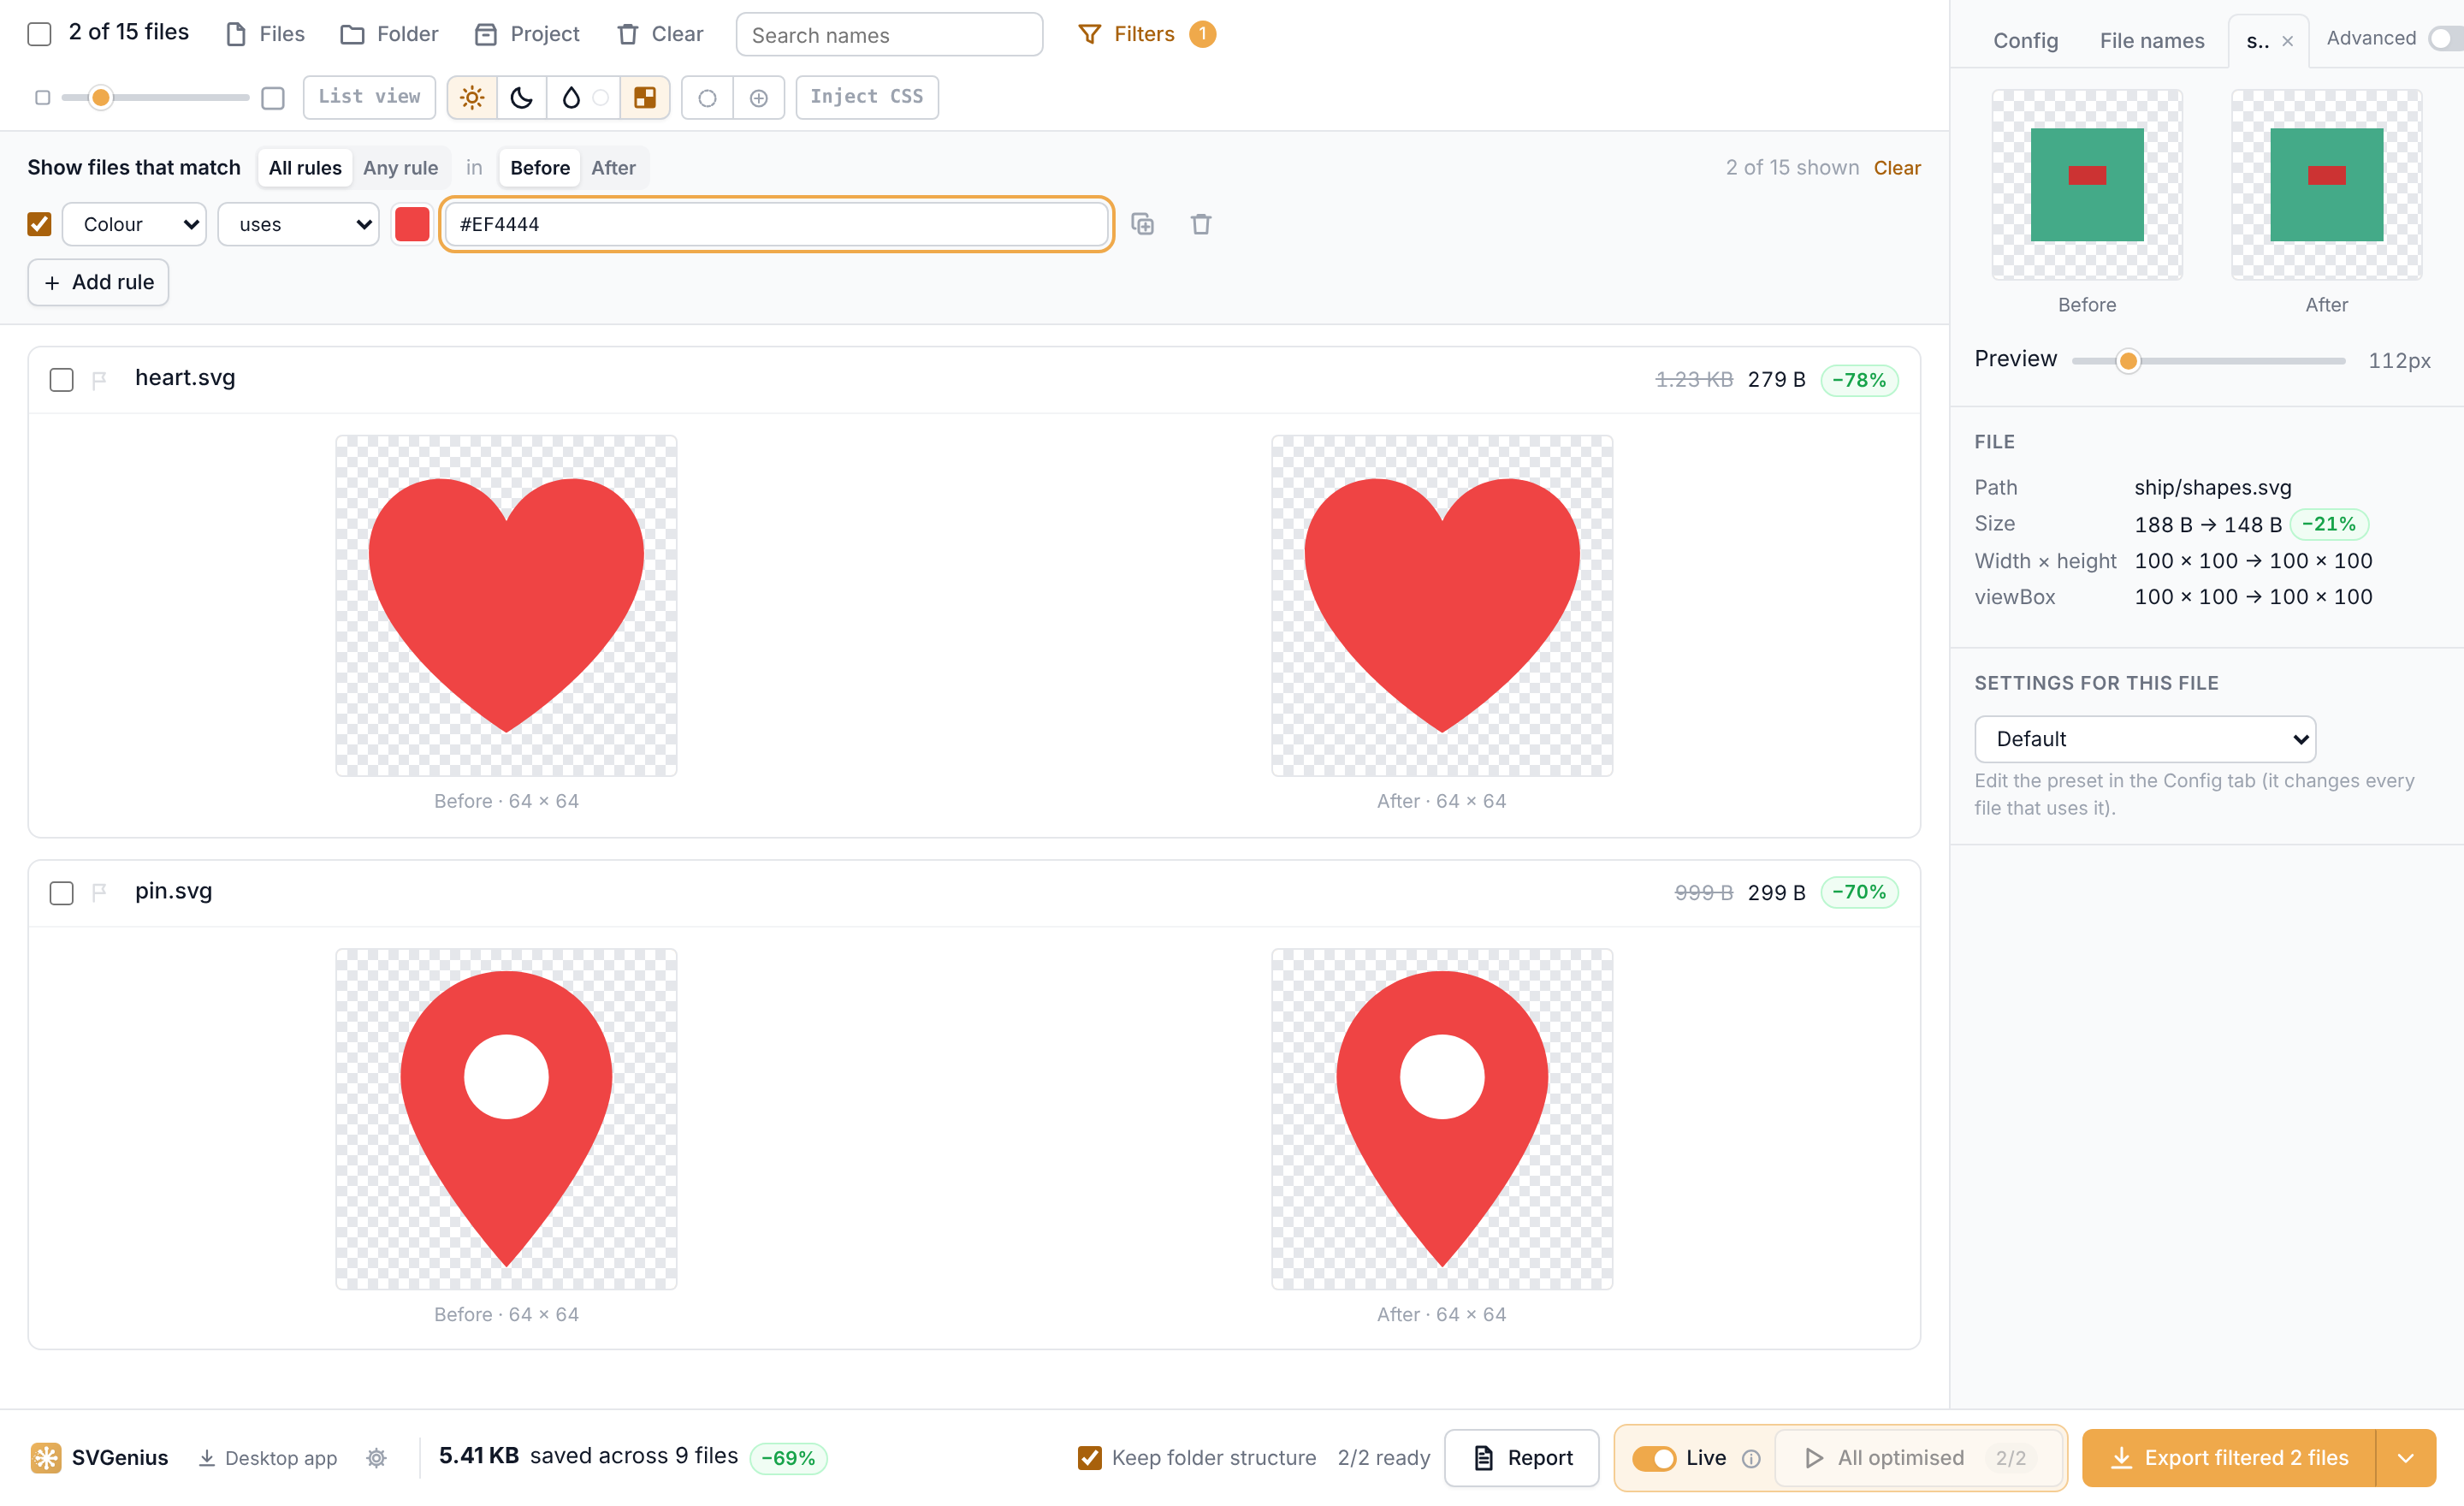 2 of 15 files
Files
Folder
Project
Clear
Search names
Filters 1
List view
Inject CSS
Show files that match All rules Any rule in Before After
2 of 15 shown Clear
Colour uses #EF4444
+ Add rule
heart.svg
1.23 KB 279 B −78%
Before · 64 × 64
After · 64 × 64
pin.svg
999 B 299 B −70%
Before · 64 × 64
After · 64 × 64
Config File names s.. × Advanced
Before
After
Preview 112px
FILE
Path ship/shapes.svg
Size 188 B → 148 B −21%
Width × height 100 × 100 → 100 × 100
viewBox 100 × 100 → 100 × 100
SETTINGS FOR THIS FILE
Default
Edit the preset in the Config tab (it changes every
file that uses it).
SVGenius
Desktop app
5.41 KB saved across 9 files −69%
Keep folder structure
2/2 ready
Report
Live
All optimised 2/2
Export filtered 2 files